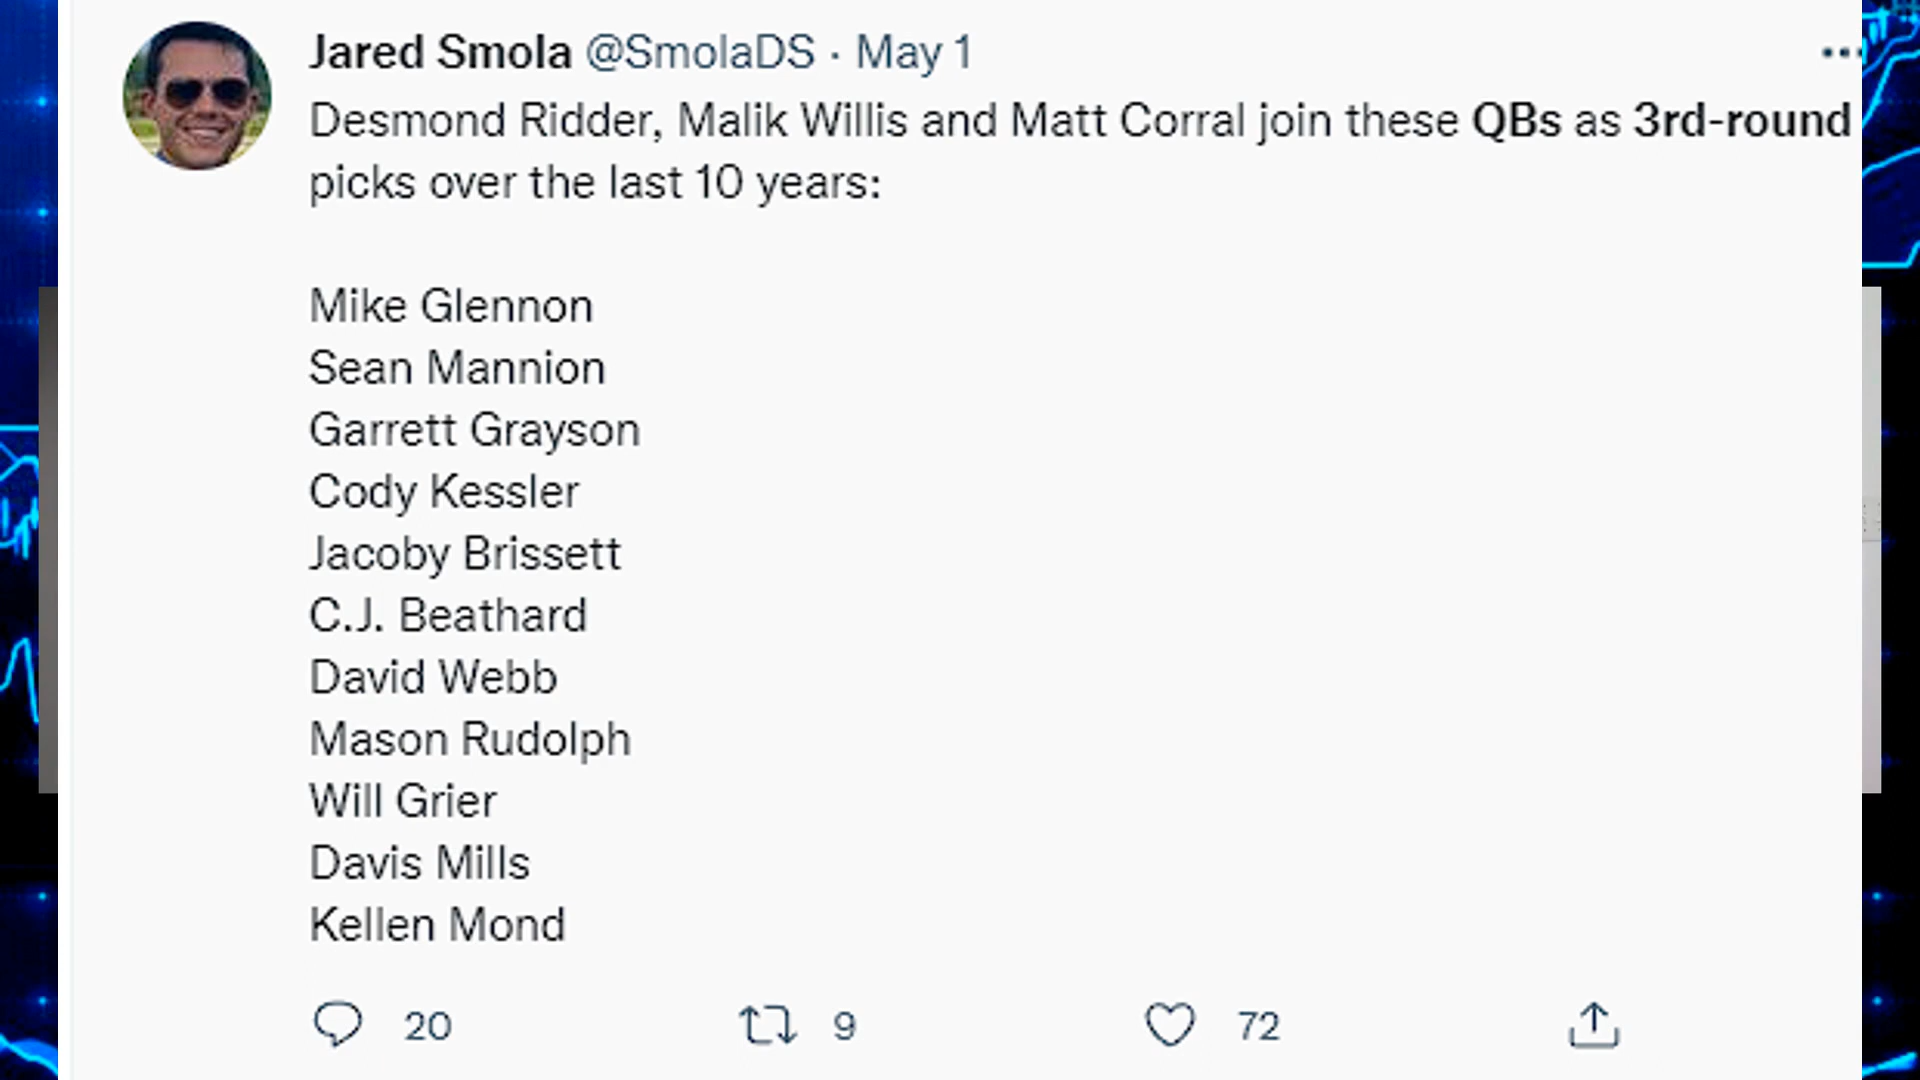 Jared Smola @SmolaDS · May 1
Desmond Ridder, Malik Willis and Matt Corral join these QBs as 3rd-round
picks over the last 10 years:
Mike Glennon
Sean Mannion
Garrett Grayson
Cody Kessler
Jacoby Brissett
C.J. Beathard
David Webb
Mason Rudolph
Will Grier
Davis Mills
Kellen Mond
20 9 72